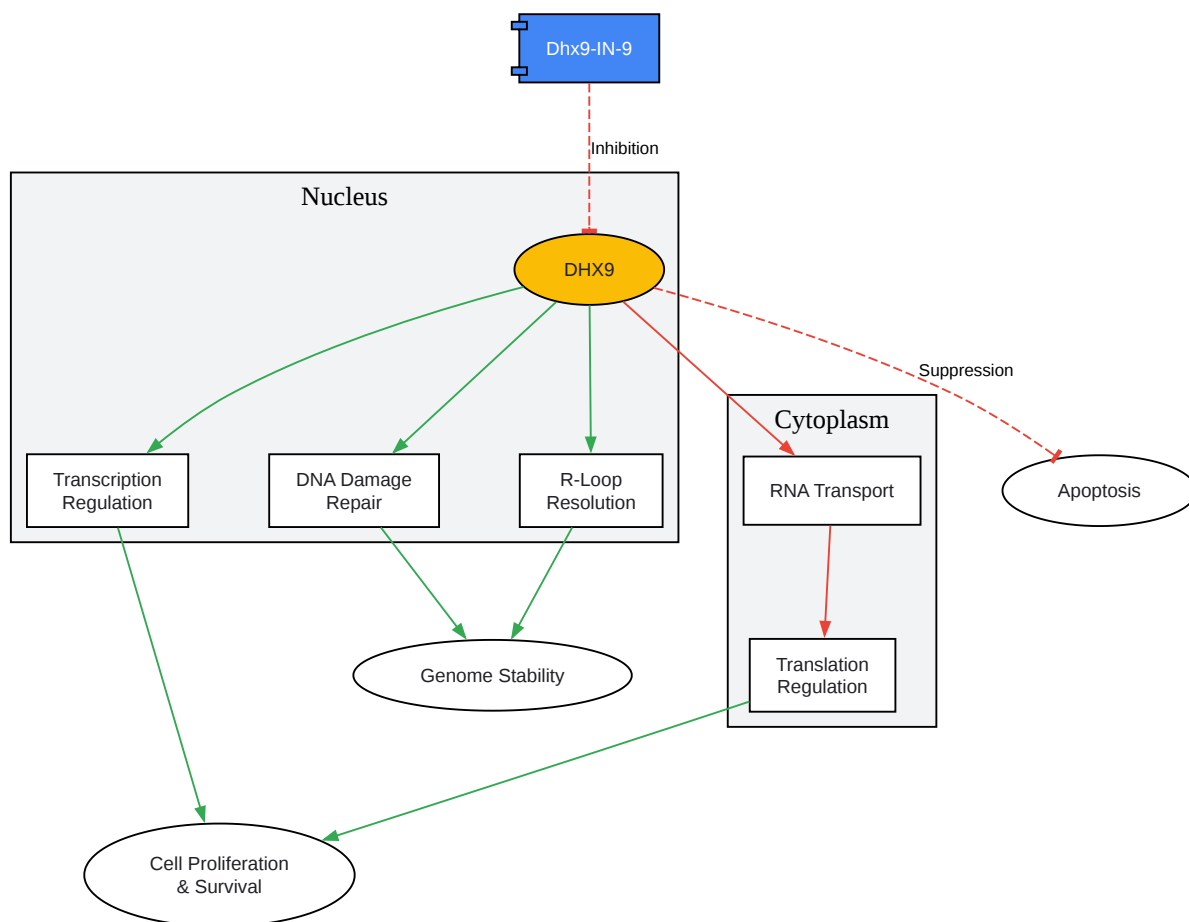 Dhx9-IN-9
Inhibition
Nucleus
DHX9
Suppression
Cytoplasm
Transcription
Regulation
DNA Damage
Repair
R-Loop
Resolution
RNA Transport
Apoptosis
Genome Stability
Translation
Regulation
Cell Proliferation
& Survival